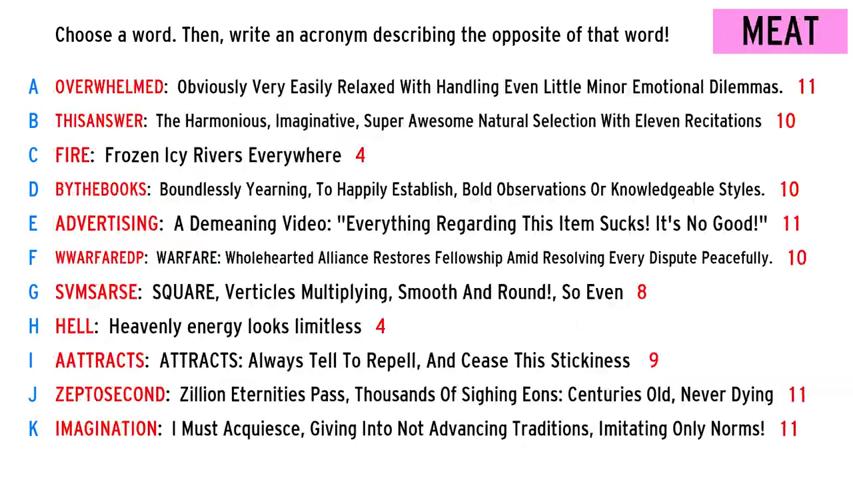 Choose a word. Then, write an acronym describing the opposite of that word!
MEAT
A OVERWHELMED: Obviously Very Easily Relaxed With Handling Even Little Minor Emotional Dilemmas. 11
B THISANSWER: The Harmonious, Imaginative, Super Awesome Natural Selection With Eleven Recitations 10
C FIRE: Frozen Icy Rivers Everywhere 4
D BYTHEBOOKS: Boundlessly Yearning, To Happily Establish, Bold Observations Or Knowledgeable Styles. 10
E ADVERTISING: A Demeaning Video: "Everything Regarding This Item Sucks! It's No Good!" 11
F WWARFAREDP: WARFARE: Wholehearted Alliance Restores Fellowship Amid Resolving Every Dispute Peacefully. 10
G SVMSARSE: SQUARE, Verticles Multiplying, Smooth And Round!, So Even 8
H HELL: Heavenly energy looks limitless 4
I AATTRACTS: ATTRACTS: Always Tell To Repell, And Cease This Stickiness 9
J ZEPTOSECOND: Zillion Eternities Pass, Thousands Of Sighing Eons: Centuries Old, Never Dying 11
K IMAGINATION: I Must Acquiesce, Giving Into Not Advancing Traditions, Imitating Only Norms! 11